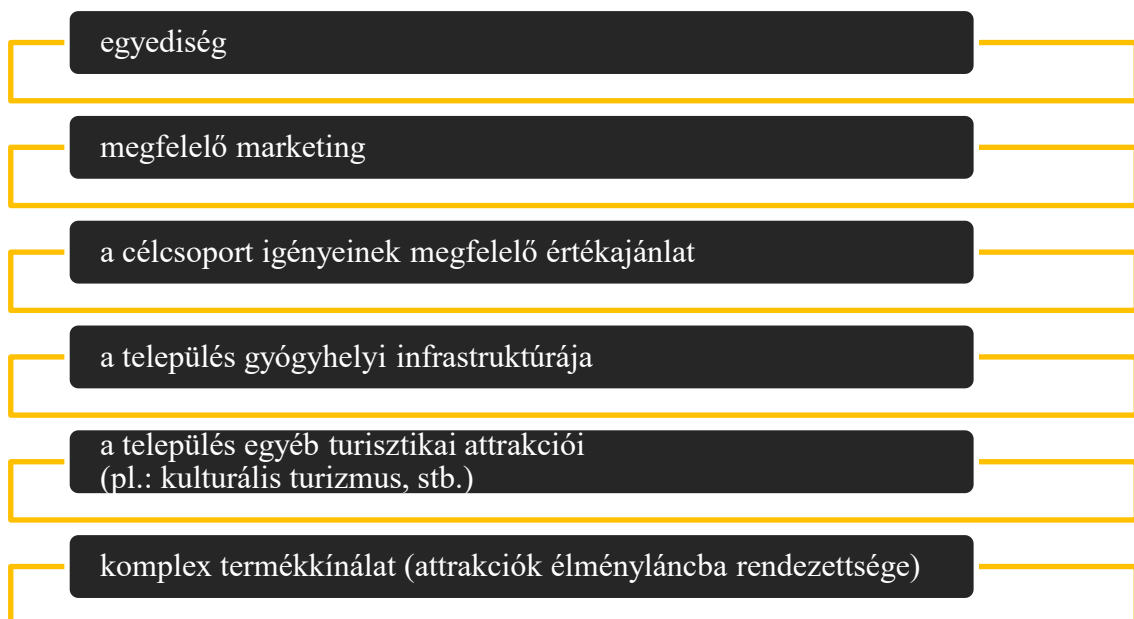 egyediség
megfelelő marketing
a célcsoport igényeinek megfelelő értékajánlat
a település gyógyhelyi infrastruktúrája
a település egyéb turisztikai attrakciói
(pl.: kulturális turizmus, stb.)
komplex termékkínálat (attrakciók élményláncba rendezettsége)